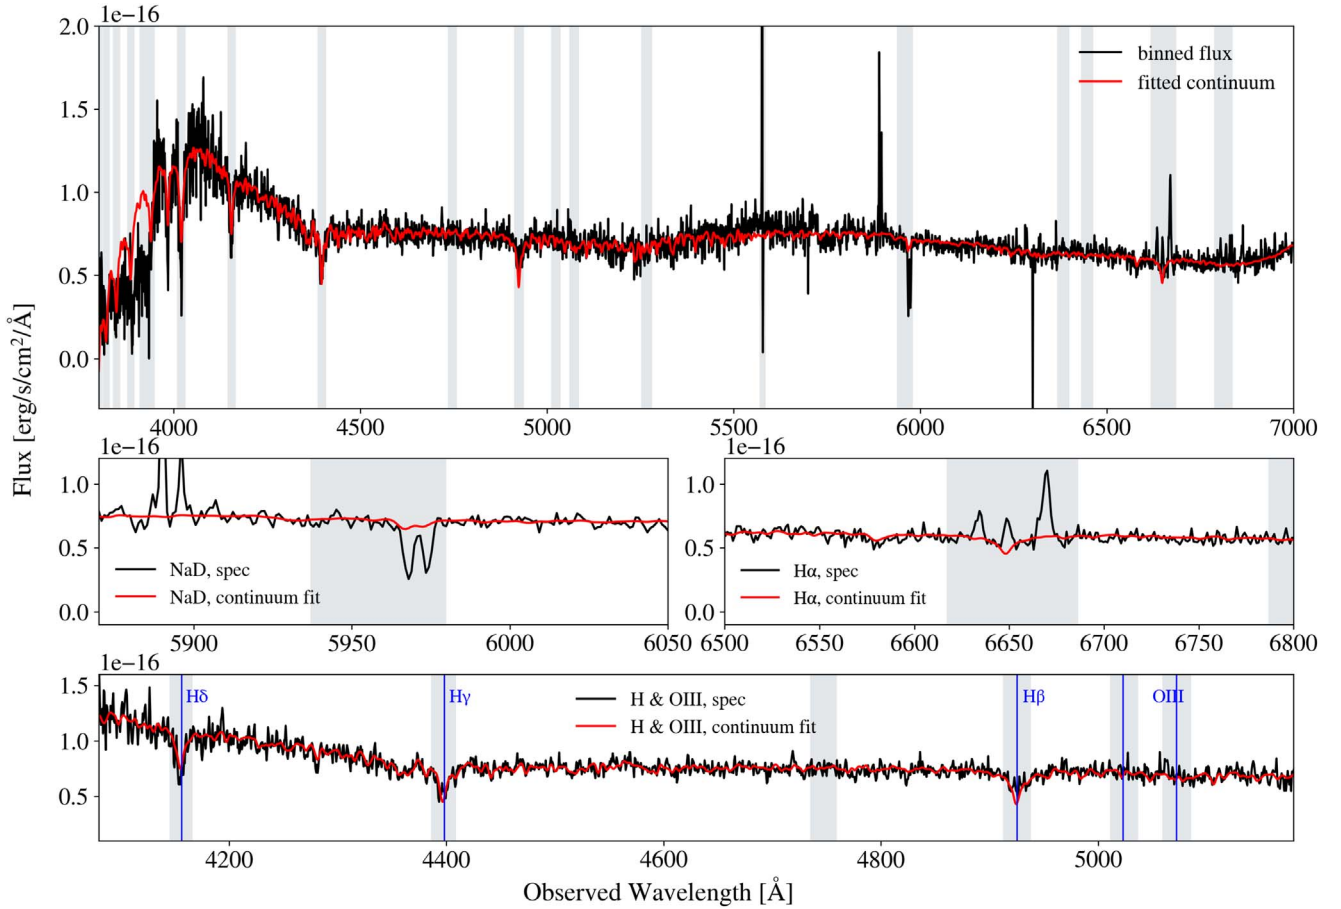 1e−16
2.0
1.5
1.0
0.5
0.0
binned flux
fitted continuum
4000 4500 5000 5500 6000 6500 7000
Flux [erg/s/cm²/Å]
1e−16
1.0
0.5
0.0
NaD, spec
NaD, continuum fit
5900 5950 6000 6050
1e−16
1.0
0.5
0.0
Hα, spec
Hα, continuum fit
6500 6550 6600 6650 6700 6750 6800
1e−16
1.5
1.0
0.5
Hδ Hγ Hβ OIII
H & OIII, spec
H & OIII, continuum fit
4200 4400 4600 4800 5000
Observed Wavelength [Å]